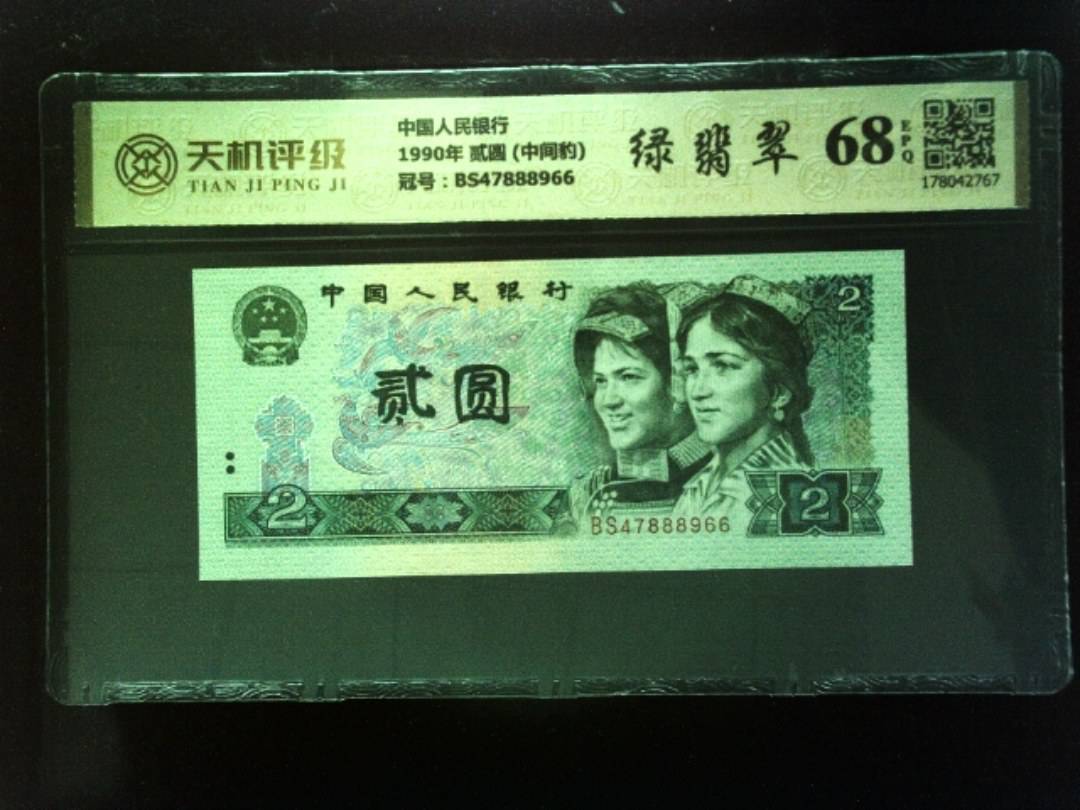 天机评级
TIAN JI PING JI
中国人民银行
1990年 贰圆 (中间豹)
冠号：BS47888966
绿翡翠
68
EPQ
178042767
中国人民银行
2
贰圆
2
BS47888966
2